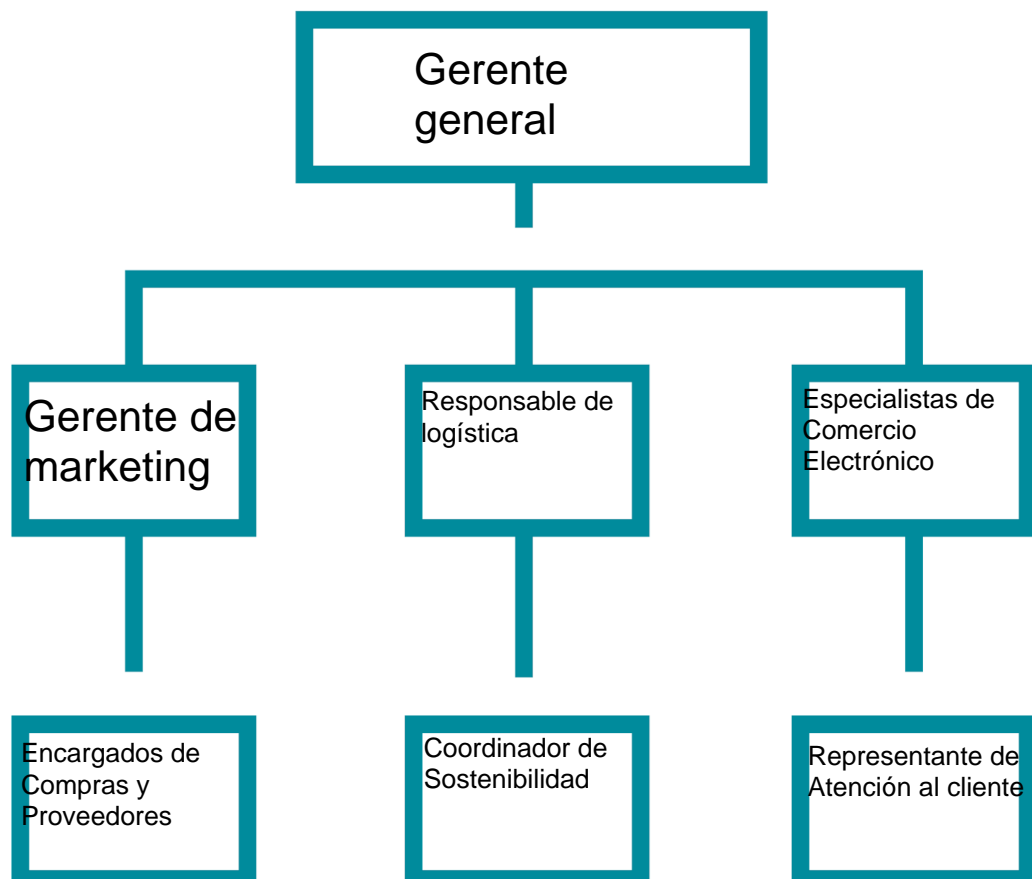 Gerente
general
Gerente de
marketing
Responsable de
logística
Especialistas de
Comercio
Electrónico
Encargados de
Compras y
Proveedores
Coordinador de
Sostenibilidad
Representante de
Atención al cliente